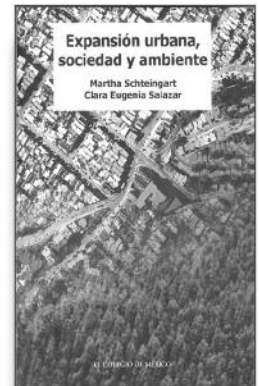 Expansión urbana,
sociedad y ambiente
Martha Schteingart
Clara Eugenia Salazar
EL COLEGIO DE MÉXICO